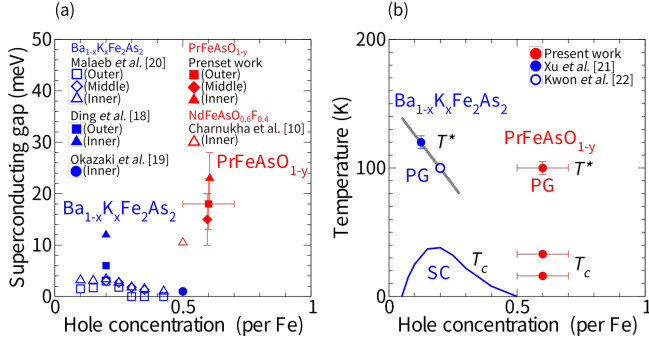 (a)
Superconducting gap (meV)
50
40
30
20
10
0
Ba1-xKxFe2As2
Malaeb et al. [20]
(Outer)
(Middle)
(Inner)
Ding et al. [18]
(Outer)
(Inner)
Okazaki et al. [19]
(Inner)
PrFeAsO1-y
Prenset work
(Outer)
(Middle)
(Inner)
NdFeAsO0.6F0.4
Charnukha et al. [10]
(Inner)
PrFeAsO1-y
Ba1-xKxFe2As2
0
0.5
1
Hole concentration (per Fe)
(b)
Temperature (K)
200
100
0
Present work
Xu et al. [21]
Kwon et al. [22]
Ba1-xKxFe2As2
T*
PG
PrFeAsO1-y
T*
PG
SC
Tc
Tc
0
0.5
1
Hole concentration (per Fe)